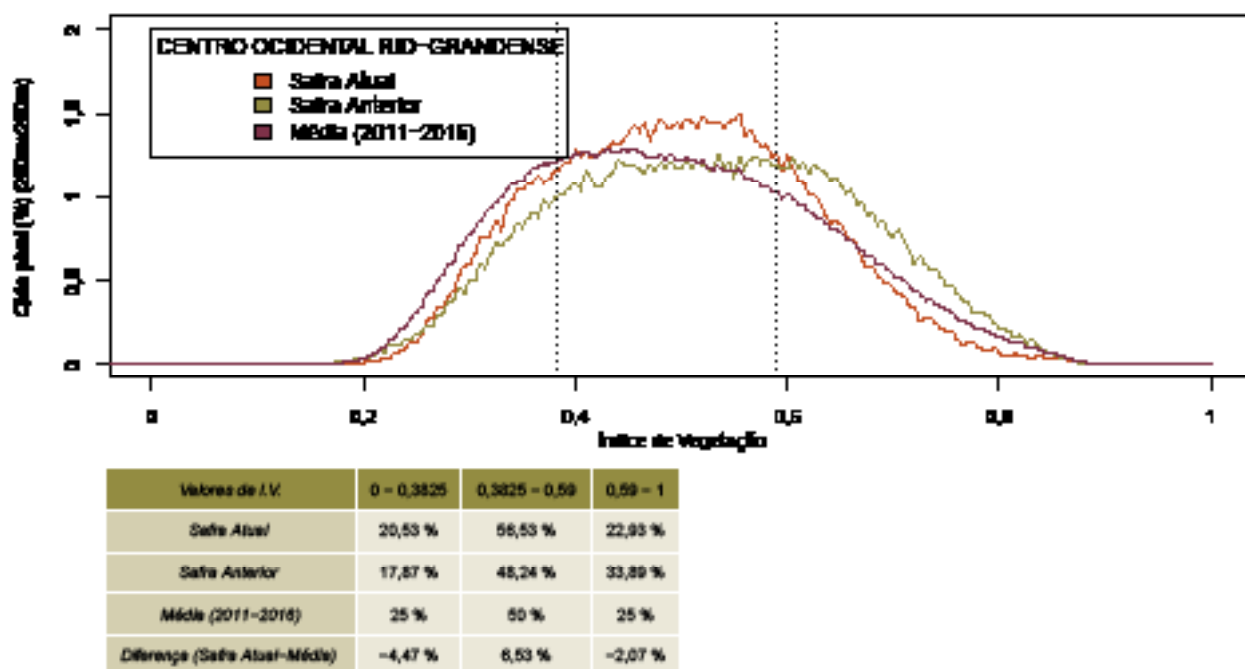 CENTRO OCIDENTAL RIO-GRANDENSE
Safra Atual
Safra Anterior
Média (2011-2016)
2
1,5
1
0,5
0
0 0,2 0,4 0,6 0,8 1
Índice de Vegetação
Valores de I.V. 0 - 0,3825 0,3825 - 0,59 0,59 - 1
Safra Atual 20,53 % 56,53 % 22,93 %
Safra Anterior 17,87 % 48,24 % 33,89 %
Média (2011-2016) 25 % 50 % 25 %
Diferença (Safra Atual-Média) -4,47 % 6,53 % -2,07 %